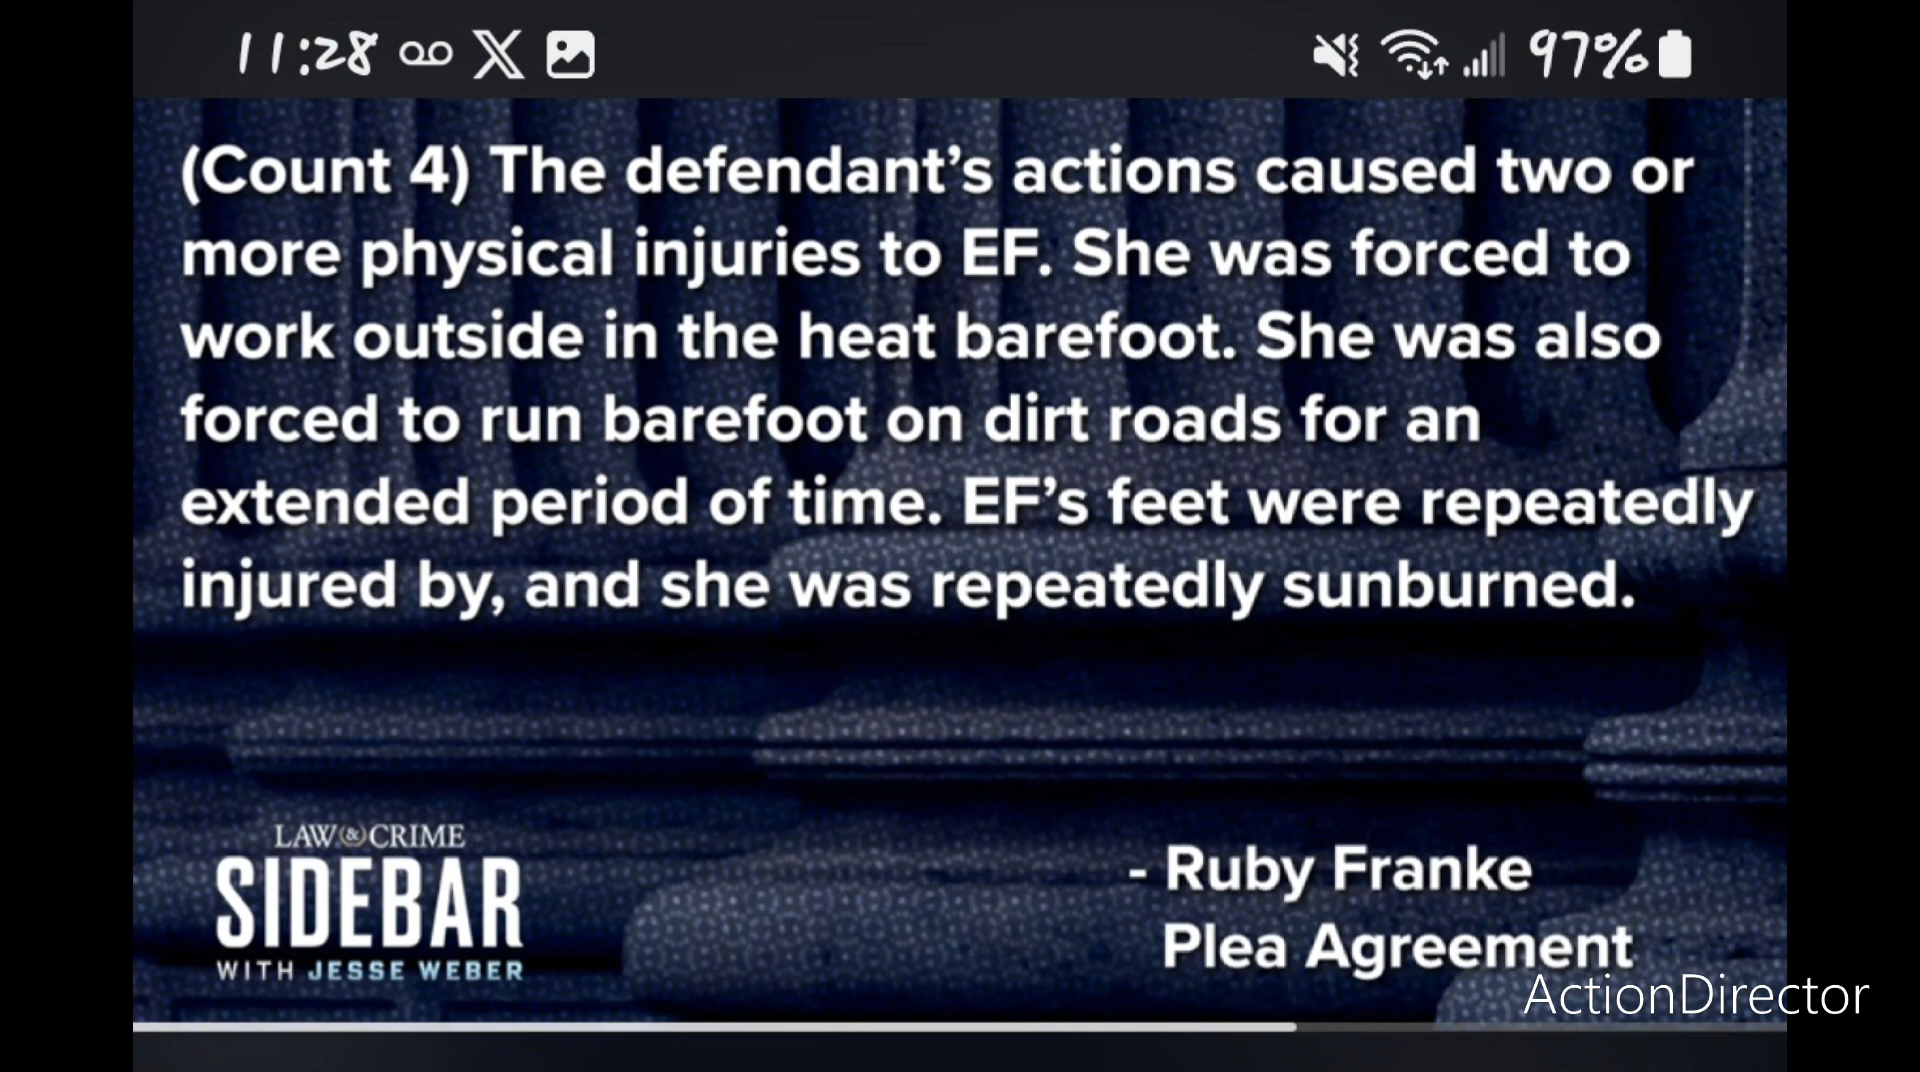 11:28
97%
(Count 4) The defendant's actions caused two or
more physical injuries to EF. She was forced to
work outside in the heat barefoot. She was also
forced to run barefoot on dirt roads for an
extended period of time. EF's feet were repeatedly
injured by, and she was repeatedly sunburned.
LAW & CRIME
SIDEBAR
WITH JESSE WEBER
- Ruby Franke
Plea Agreement
ActionDirector